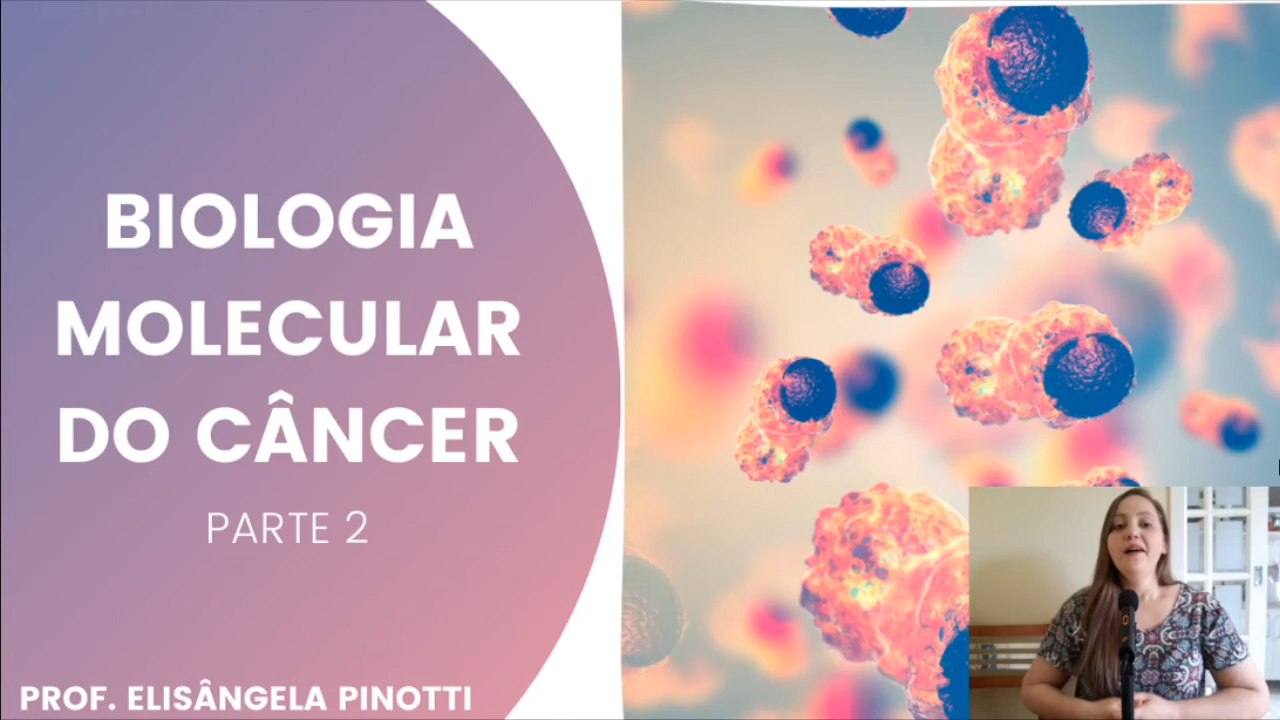 BIOLOGIA
MOLECULAR
DO CÂNCER
PARTE 2
PROF. ELISÂNGELA PINOTTI